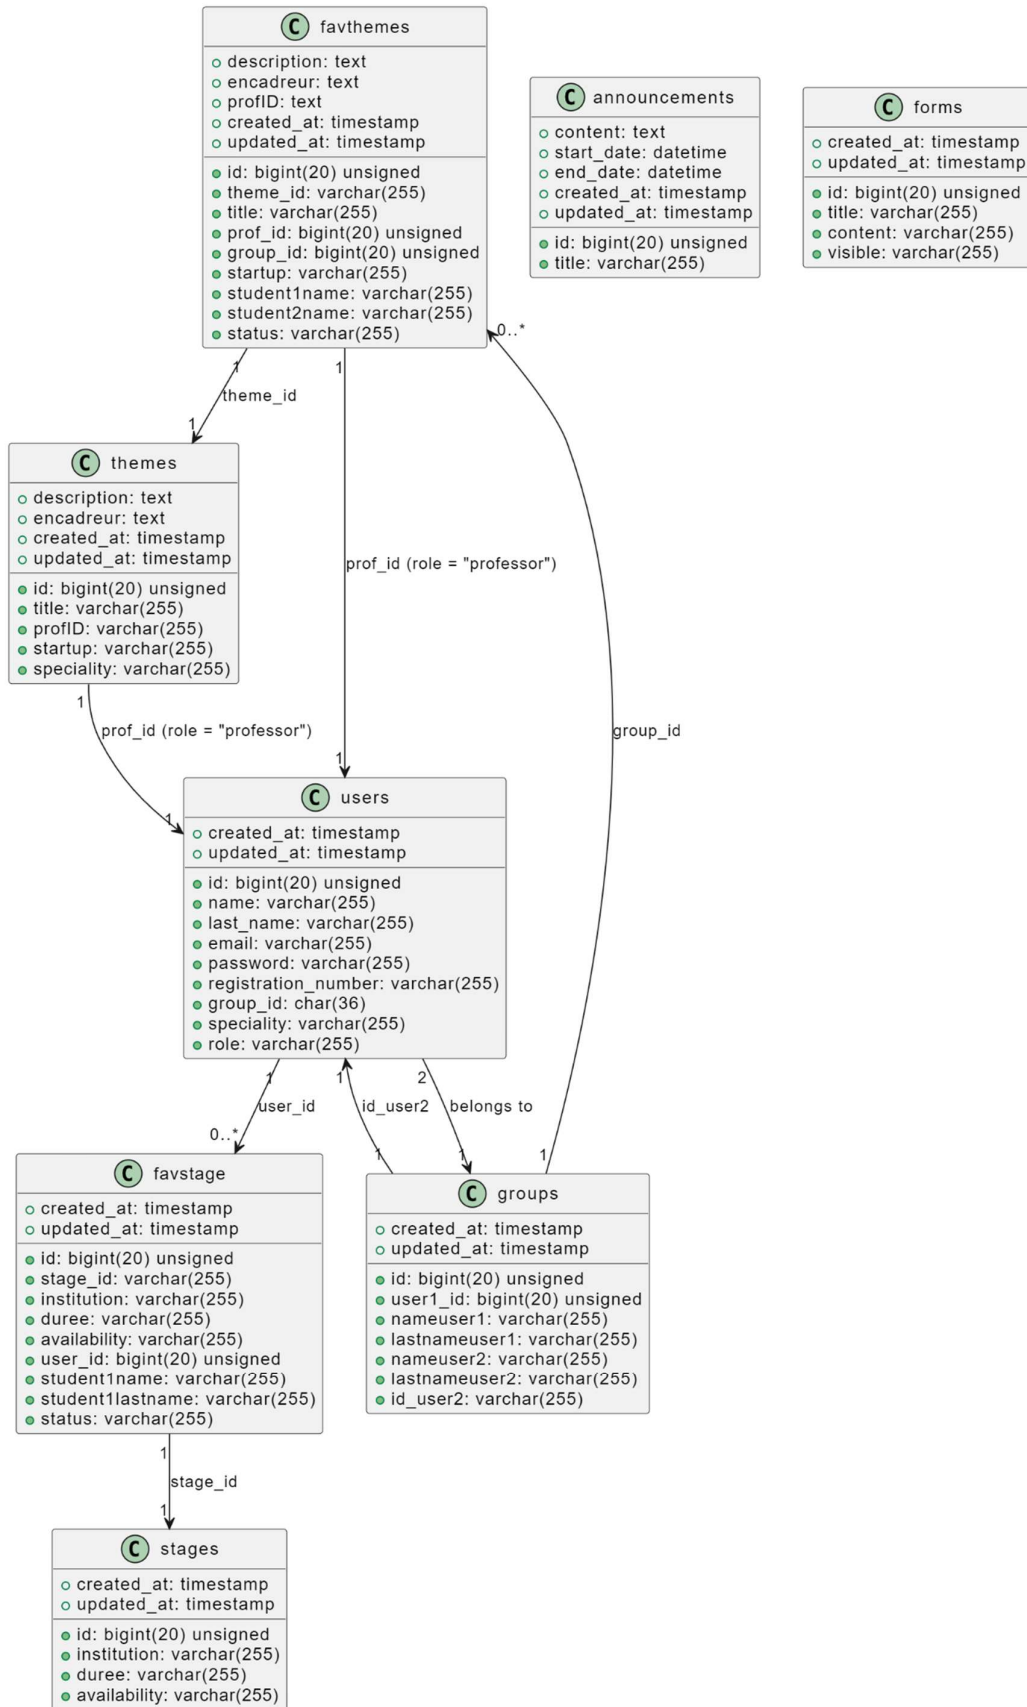 C favthemes
description: text
encadreur: text
profID: text
created_at: timestamp
updated_at: timestamp
id: bigint(20) unsigned
theme_id: varchar(255)
title: varchar(255)
prof_id: bigint(20) unsigned
group_id: bigint(20) unsigned
startup: varchar(255)
student1name: varchar(255)
student2name: varchar(255)
status: varchar(255)
C announcements
content: text
start_date: datetime
end_date: datetime
created_at: timestamp
updated_at: timestamp
id: bigint(20) unsigned
title: varchar(255)
C forms
created_at: timestamp
updated_at: timestamp
id: bigint(20) unsigned
title: varchar(255)
content: varchar(255)
visible: varchar(255)
0..*
1
1
theme_id
1
C themes
description: text
encadreur: text
created_at: timestamp
updated_at: timestamp
id: bigint(20) unsigned
title: varchar(255)
profID: varchar(255)
startup: varchar(255)
speciality: varchar(255)
prof_id (role = "professor")
1
prof_id (role = "professor")
group_id
1
1
C users
created_at: timestamp
updated_at: timestamp
id: bigint(20) unsigned
name: varchar(255)
last_name: varchar(255)
email: varchar(255)
password: varchar(255)
registration_number: varchar(255)
group_id: char(36)
speciality: varchar(255)
role: varchar(255)
1
1
2
user_id
id_user2
belongs to
0..*
1
1
1
C favstage
created_at: timestamp
updated_at: timestamp
id: bigint(20) unsigned
stage_id: varchar(255)
institution: varchar(255)
duree: varchar(255)
availability: varchar(255)
user_id: bigint(20) unsigned
student1name: varchar(255)
student1lastname: varchar(255)
status: varchar(255)
C groups
created_at: timestamp
updated_at: timestamp
id: bigint(20) unsigned
user1_id: bigint(20) unsigned
nameuser1: varchar(255)
lastnameuser1: varchar(255)
nameuser2: varchar(255)
lastnameuser2: varchar(255)
id_user2: varchar(255)
1
stage_id
1
C stages
created_at: timestamp
updated_at: timestamp
id: bigint(20) unsigned
institution: varchar(255)
duree: varchar(255)
availability: varchar(255)